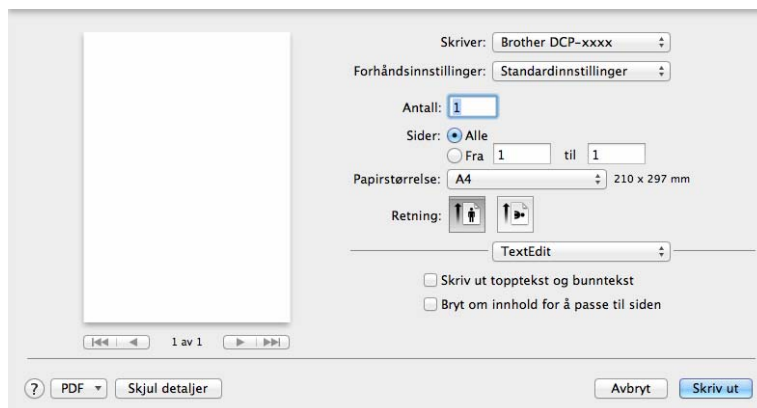 Skriver: Brother DCP-xxxx
Forhåndsinnstillinger: Standardinnstillinger
Antall: 1
Sider: Alle
Fra 1 til 1
Papirstørrelse: A4 210 x 297 mm
Retning:
TextEdit
Skriv ut topptekst og bunntekst
Bryt om innhold for å passe til siden
1 av 1
? PDF Skjul detaljer Avbryt Skriv ut